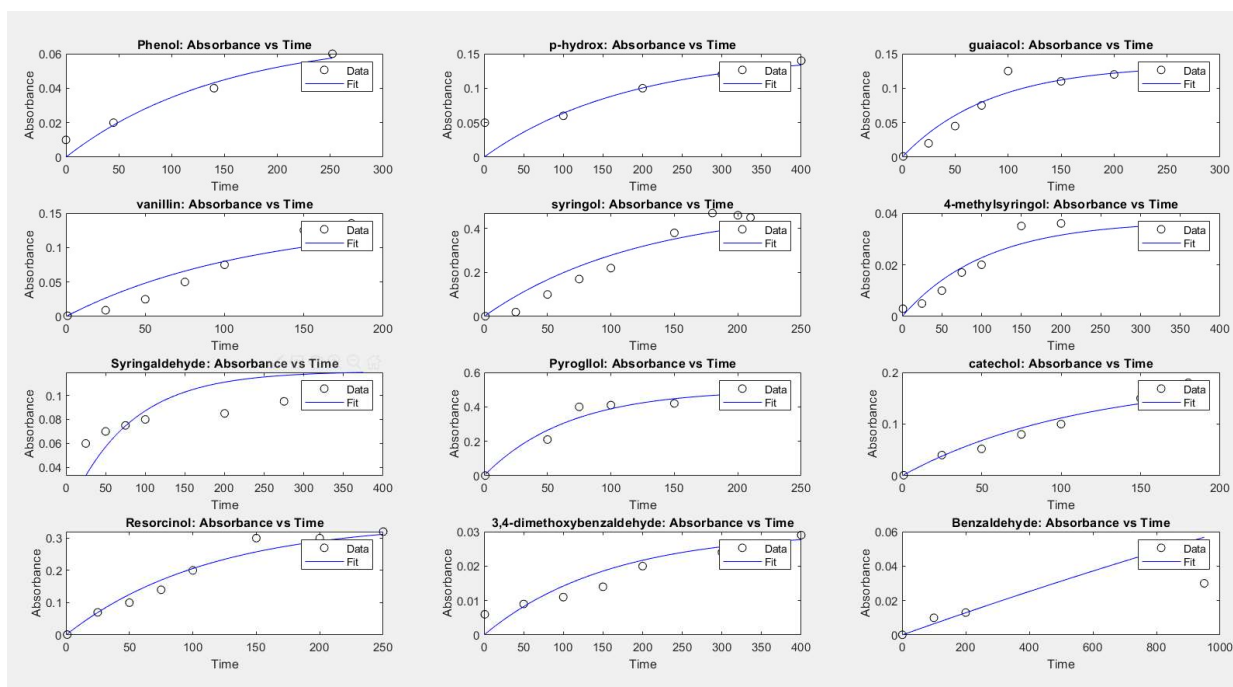 Phenol: Absorbance vs Time
0.06
0.04
0.02
0
Absorbance
Data
Fit
0 50 100 150 200 250 300
Time
p-hydrox: Absorbance vs Time
0.15
0.1
0.05
0
Absorbance
Data
Fit
0 50 100 150 200 250 300 350 400
Time
guaiacol: Absorbance vs Time
0.15
0.1
0.05
0
Absorbance
Data
Fit
0 50 100 150 200 250 300
Time
vanillin: Absorbance vs Time
0.15
0.1
0.05
0
Absorbance
Data
Fit
0 50 100 150 200
Time
syringol: Absorbance vs Time
0.4
0.2
0
Absorbance
Data
Fit
0 50 100 150 200 250
Time
4-methylsyringol: Absorbance vs Time
0.04
0.02
0
Absorbance
Data
Fit
0 50 100 150 200 250 300 350 400
Time
Syringaldehyde: Absorbance vs Time
0.1
0.08
0.06
0.04
Absorbance
Data
Fit
0 50 100 150 200 250 300 350 400
Time
Pyrogllol: Absorbance vs Time
0.6
0.4
0.2
0
Absorbance
Data
Fit
0 50 100 150 200 250
Time
catechol: Absorbance vs Time
0.2
0.1
0
Absorbance
Data
Fit
0 50 100 150 200
Time
Resorcinol: Absorbance vs Time
0.3
0.2
0.1
0
Absorbance
Data
Fit
0 50 100 150 200 250
Time
3,4-dimethoxybenzaldehyde: Absorbance vs Time
0.03
0.02
0.01
0
Absorbance
Data
Fit
0 50 100 150 200 250 300 350 400
Time
Benzaldehyde: Absorbance vs Time
0.06
0.04
0.02
0
Absorbance
Data
Fit
0 200 400 600 800 1000
Time